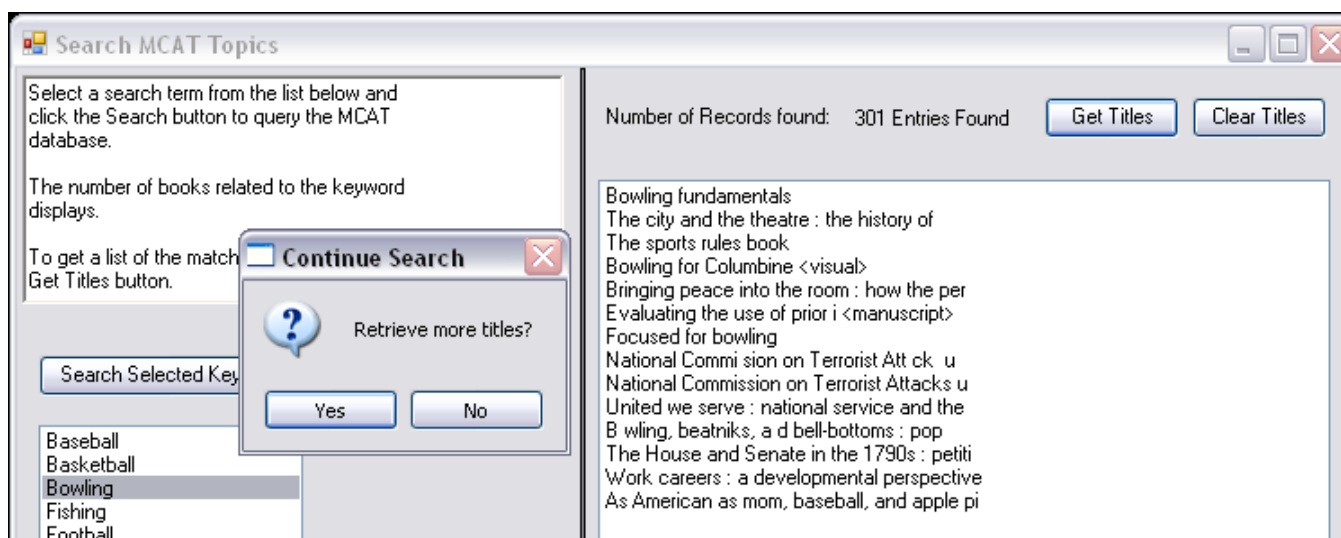 Search MCAT Topics
Select a search term from the list below and
click the Search button to query the MCAT
database.
The number of books related to the keyword
displays.
To get a list of the match
Get Titles button.
Continue Search
Retrieve more titles?
Yes
No
Search Selected Key
Baseball
Basketball
Bowling
Fishing
Football
Number of Records found:
301 Entries Found
Get Titles
Clear Titles
Bowling fundamentals
The city and the theatre : the history of
The sports rules book
Bowling for Columbine <visual>
Bringing peace into the room : how the per
Evaluating the use of prior i <manuscript>
Focused for bowling
National Commi sion on Terrorist Att ck  u
National Commission on Terrorist Attacks u
United we serve : national service and the
B wling, beatniks, a d bell-bottoms : pop
The House and Senate in the 1790s : petiti
Work careers : a developmental perspective
As American as mom, baseball, and apple pi